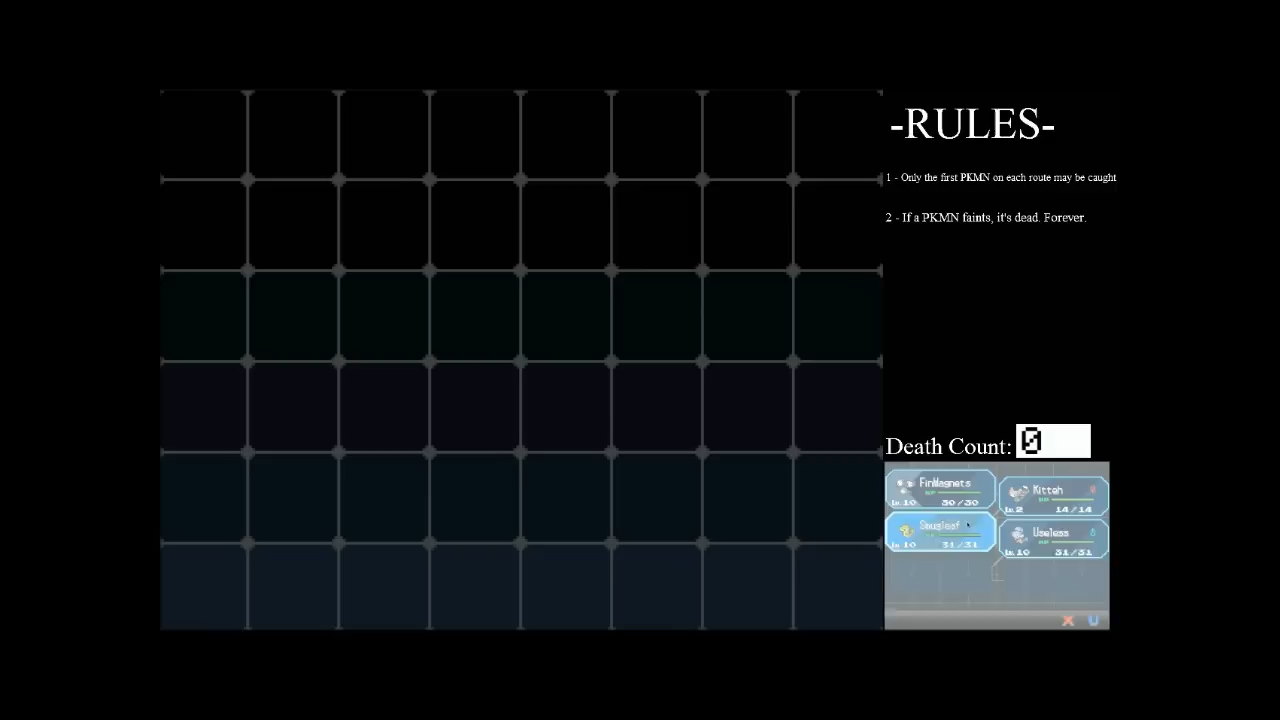 -RULES-
1 - Only the first PKMN on each route may be caught
2 - If a PKMN faints, it's dead. Forever.
Death Count: 0
FinMagnets
Lv.10 30/30
Kitteh
Lv.2 14/14
Lv.10 31/31
Useless
Lv.10 31/31